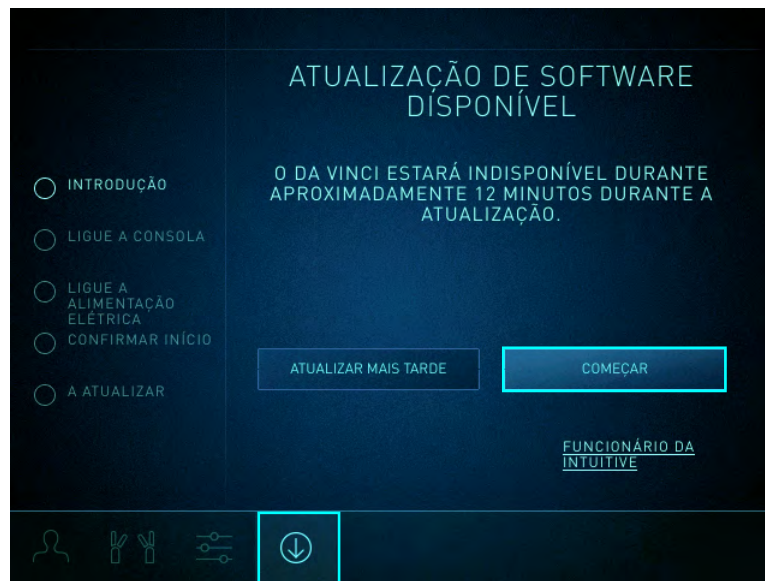 ATUALIZAÇÃO DE SOFTWARE
DISPONÍVEL
O DA VINCI ESTARÁ INDISPONÍVEL DURANTE
APROXIMADAMENTE 12 MINUTOS DURANTE A
ATUALIZAÇÃO.
INTRODUÇÃO
LIGUE A CONSOLA
LIGUE A
ALIMENTAÇÃO
ELÉTRICA
CONFIRMAR INÍCIO
A ATUALIZAR
ATUALIZAR MAIS TARDE
COMEÇAR
FUNCIONÁRIO DA
INTUITIVE